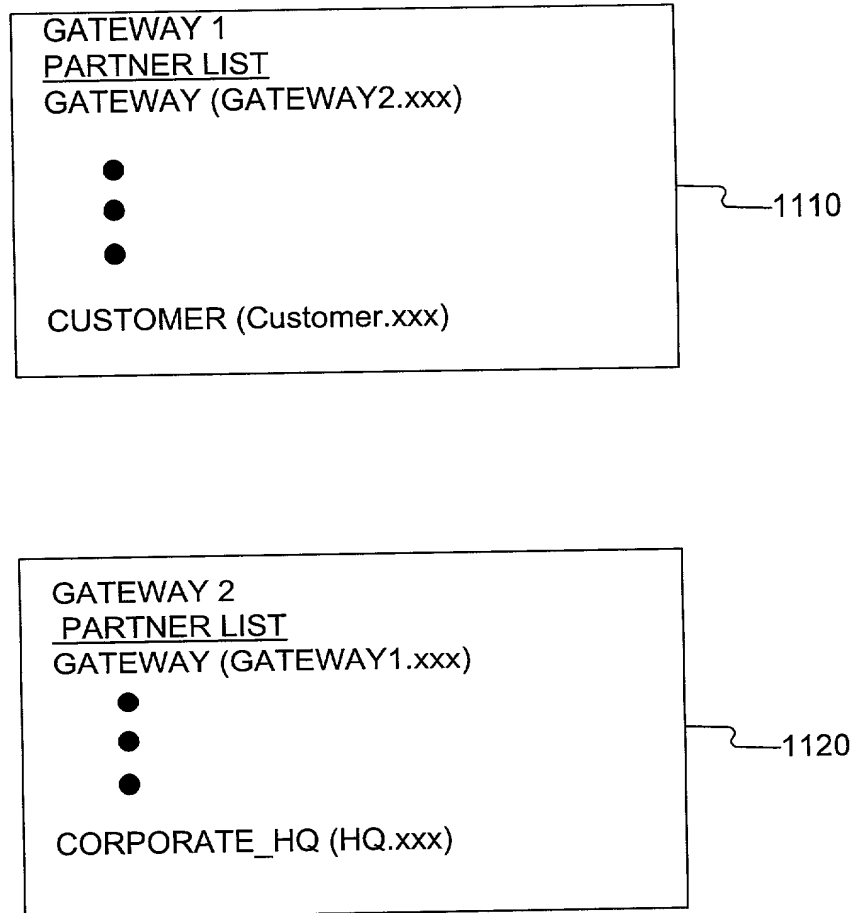 GATEWAY 1
PARTNER LIST
GATEWAY (GATEWAY2.xxx)
CUSTOMER (Customer.xxx)
1110
GATEWAY 2
PARTNER LIST
GATEWAY (GATEWAY1.xxx)
CORPORATE_HQ (HQ.xxx)
1120